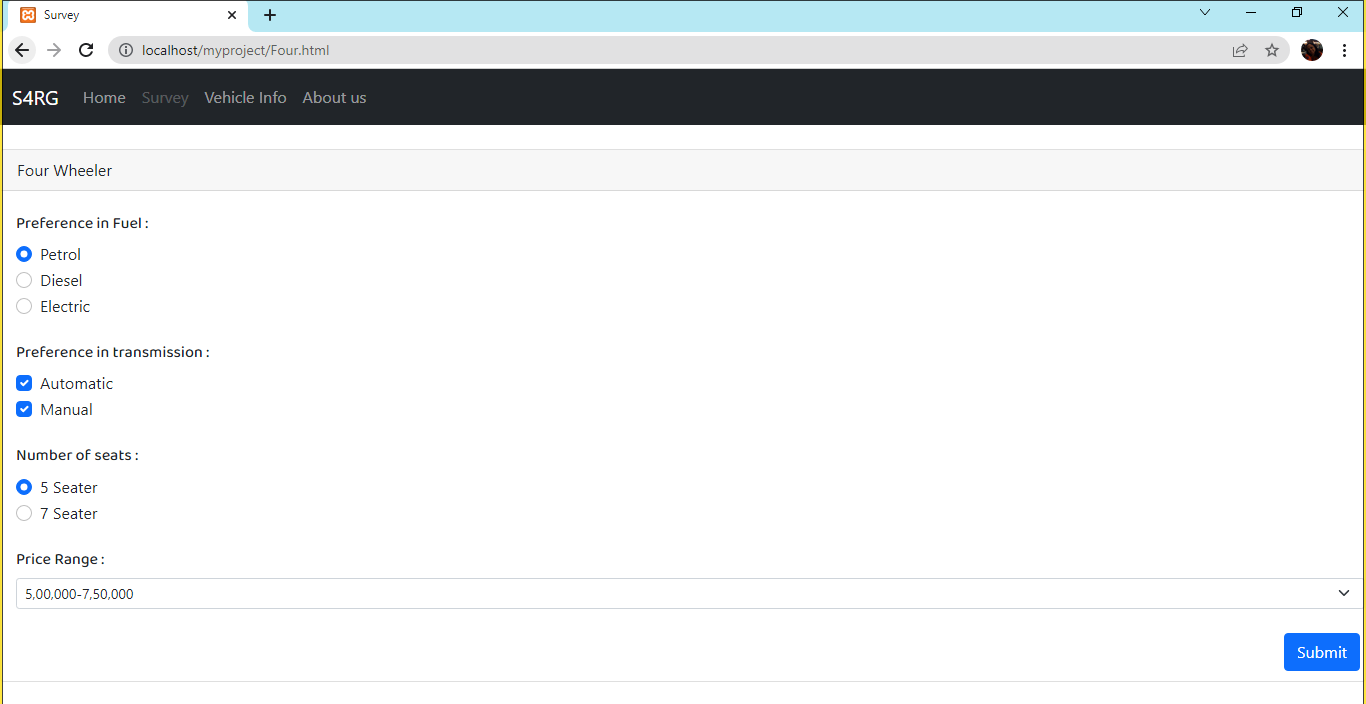 Survey
localhost/myproject/Four.html
S4RG Home Survey Vehicle Info About us
Four Wheeler
Preference in Fuel :
Petrol
Diesel
Electric
Preference in transmission :
Automatic
Manual
Number of seats :
5 Seater
7 Seater
Price Range :
5,00,000-7,50,000
Submit